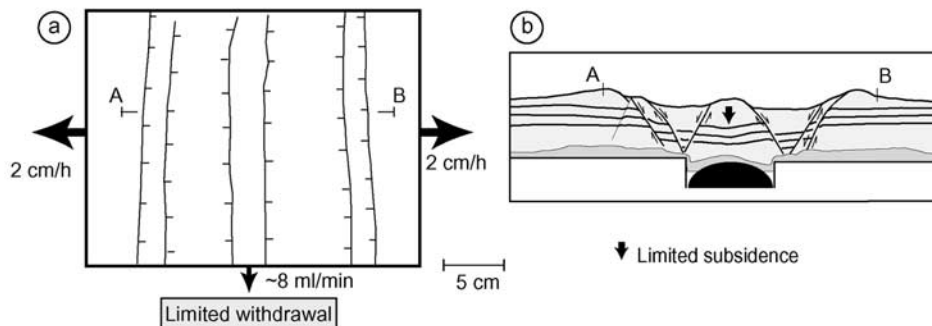 a
A
B
2 cm/h
2 cm/h
~8 ml/min
Limited withdrawal
5 cm
b
A
B
Limited subsidence